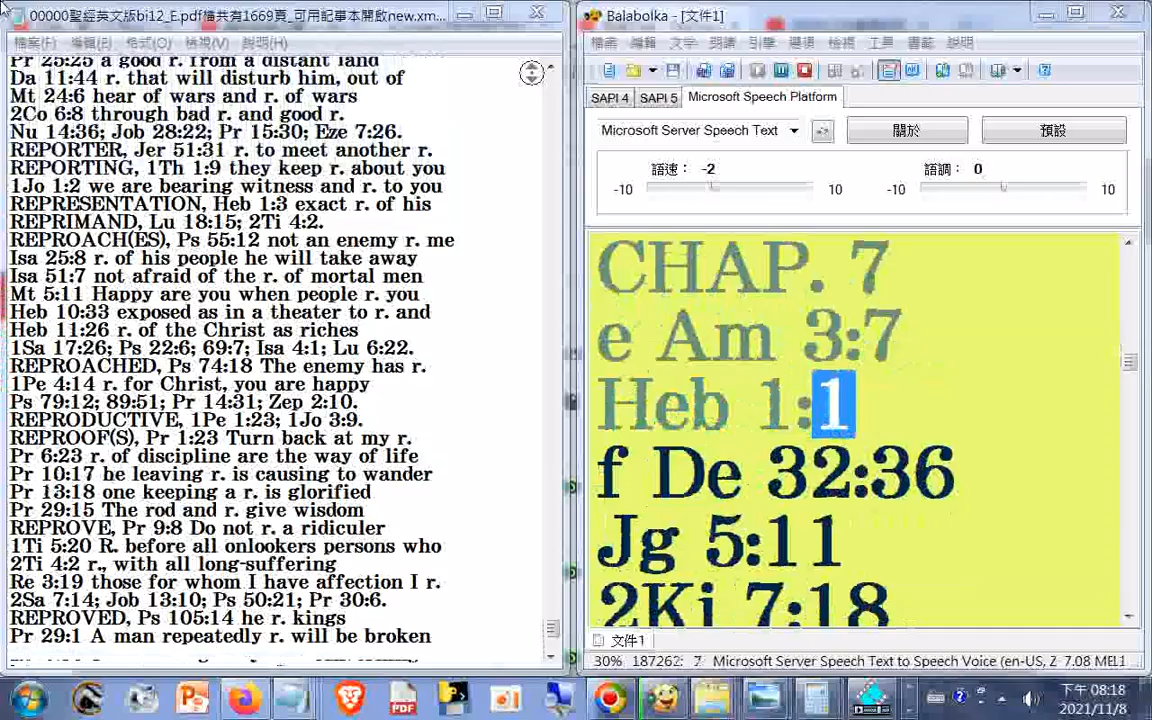 00000聖經英文版bi12_E.pdf檔共有1669頁_可用記事本開啟new.xm...
檔案(F) 編輯(E) 格式(O) 檢視(V) 說明(H)
Pr 25:25 a good r. from a distant land
Da 11:44 r. that will disturb him, out of
Mt 24:6 hear of wars and r. of wars
2Co 6:8 through bad r. and good r.
Nu 14:36; Job 28:22; Pr 15:30; Eze 7:26.
REPORTER, Jer 51:31 r. to meet another r.
REPORTING, 1Th 1:9 they keep r. about you
1Jo 1:2 we are bearing witness and r. to you
REPRESENTATION, Heb 1:3 exact r. of his
REPRIMAND, Lu 18:15; 2Ti 4:2.
REPROACH(ES), Ps 55:12 not an enemy r. me
Isa 25:8 r. of his people he will take away
Isa 51:7 not afraid of the r. of mortal men
Mt 5:11 Happy are you when people r. you
Heb 10:33 exposed as in a theater to r. and
Heb 11:26 r. of the Christ as riches
1Sa 17:26; Ps 22:6; 69:7; Isa 4:1; Lu 6:22.
REPROACHED, Ps 74:18 The enemy has r.
1Pe 4:14 r. for Christ, you are happy
Ps 79:12; 89:51; Pr 14:31; Zep 2:10.
REPRODUCTIVE, 1Pe 1:23; 1Jo 3:9.
REPROOF(S), Pr 1:23 Turn back at my r.
Pr 6:23 r. of discipline are the way of life
Pr 10:17 he leaving r. is causing to wander
Pr 13:18 one keeping a r. is glorified
Pr 29:15 The rod and r. give wisdom
REPROVE, Pr 9:8 Do not r. a ridiculer
1Ti 5:20 R. before all onlookers persons who
2Ti 4:2 r., with all long-suffering
Re 3:19 those for whom I have affection I r.
2Sa 7:14; Job 13:10; Ps 50:21; Pr 30:6.
REPROVED, Ps 105:14 he r. kings
Pr 29:1 A man repeatedly r. will be broken
Balabolka - [文件1]
檔案 編輯 文字 朗讀 引擎 選項 檢視 工具 書籤 說明
SAPI 4 SAPI 5 Microsoft Speech Platform
Microsoft Server Speech Text 關於 預設
語速： -2 語調： 0
-10 10 -10 10
CHAP. 7
e Am 3:7
Heb 1:1
f De 32:36
Jg 5:11
2Ki 7:18
文件1
30% 187262: 7 Microsoft Server Speech Text to Speech Voice (en-US, Z 7.08 MEL1
PDF
下午 08:18
2021/11/8